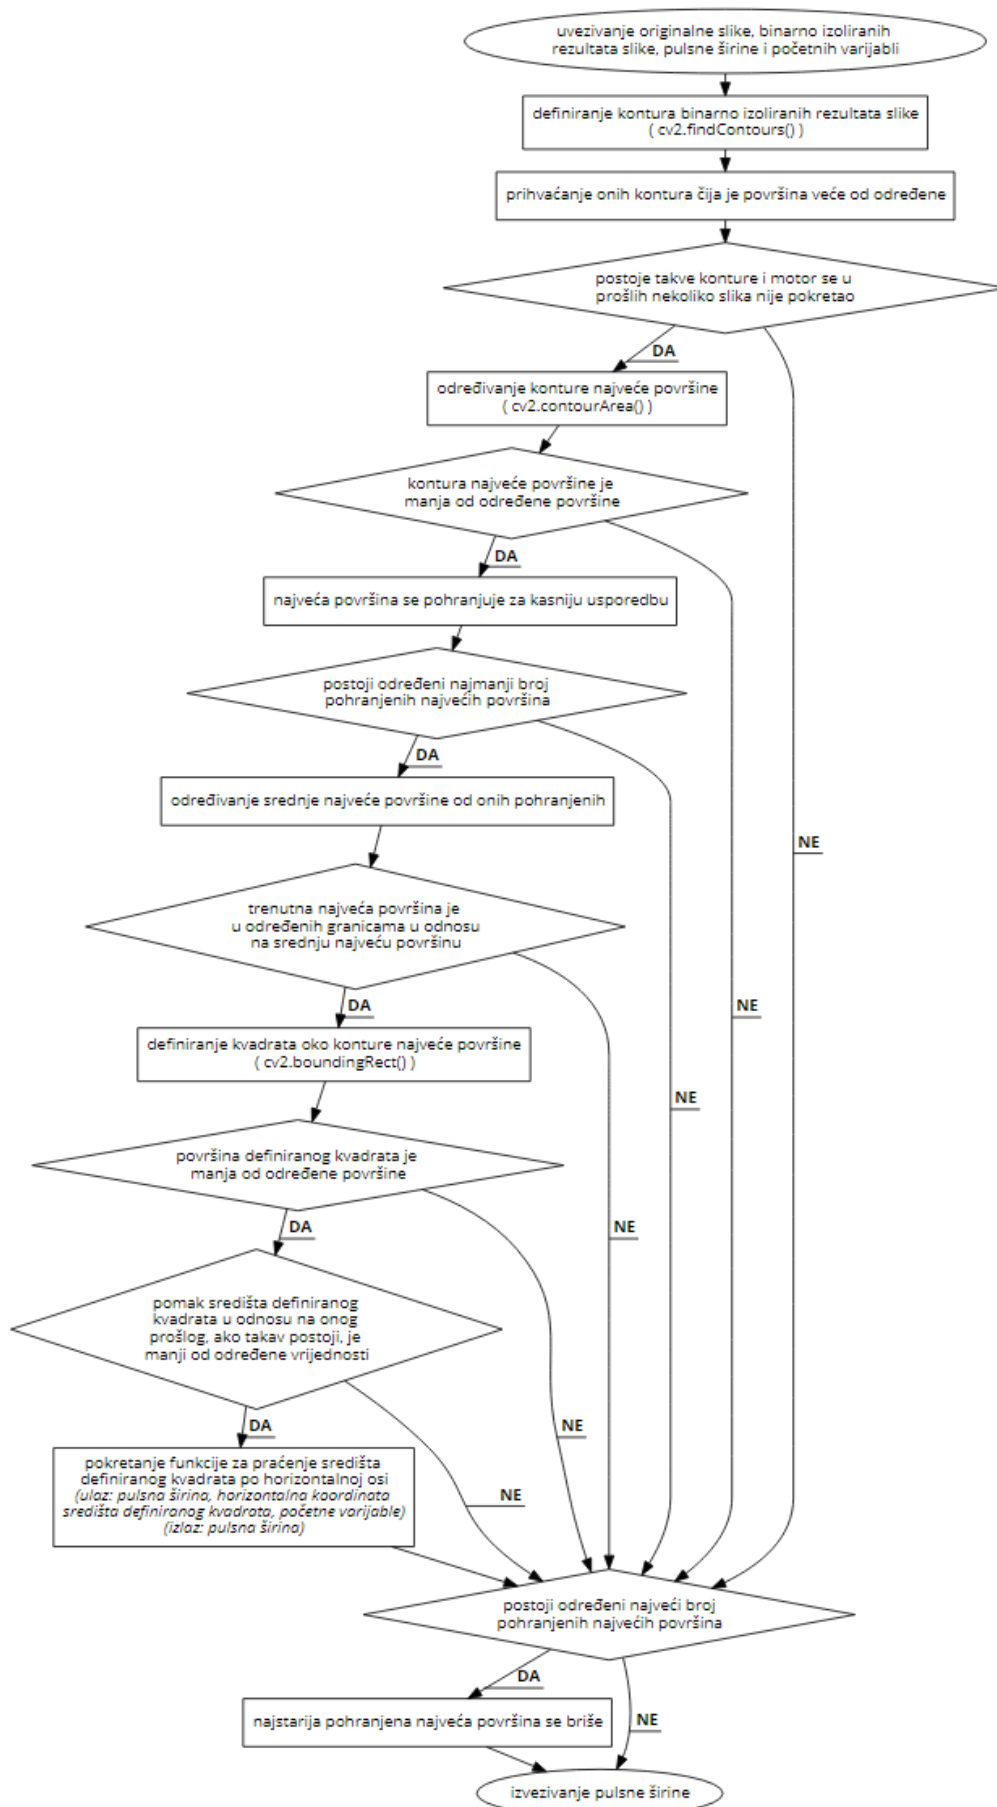 uvezivanje originalne slike, binarno izoliranih
rezultata slike, pulsne širine i početnih varijabli
definiranje kontura binarno izoliranih rezultata slike
( cv2.findContours() )
prihvaćanje onih kontura čija je površina veće od određene
postoje takve konture i motor se u
prošlih nekoliko slika nije pokretao
DA
određivanje konture najveće površine
( cv2.contourArea() )
kontura najveće površine je
manja od određene površine
DA
najveća površina se pohranjuje za kasniju usporedbu
postoji određeni najmanji broj
pohranjenih najvećih površina
DA
određivanje srednje najveće površine od onih pohranjenih
NE
trenutna najveća površina je
u određenih granicama u odnosu
na srednju najveću površinu
DA
NE
definiranje kvadrata oko konture najveće površine
( cv2.boundingRect() )
NE
površina definiranog kvadrata je
manja od određene površine
DA
NE
pomak središta definiranog
kvadrata u odnosu na onog
prošlog, ako takav postoji, je
manji od određene vrijednosti
DA
NE
pokretanje funkcije za praćenje središta
definiranog kvadrata po horizontalnoj osi
(ulaz: pulsna širina, horizontalna koordinata
središta definiranog kvadrata, početne varijable)
(izlaz: pulsna širina)
NE
postoji određeni najveći broj
pohranjenih najvećih površina
DA
najstarija pohranjena najveća površina se briše
NE
izvezivanje pulsne širine